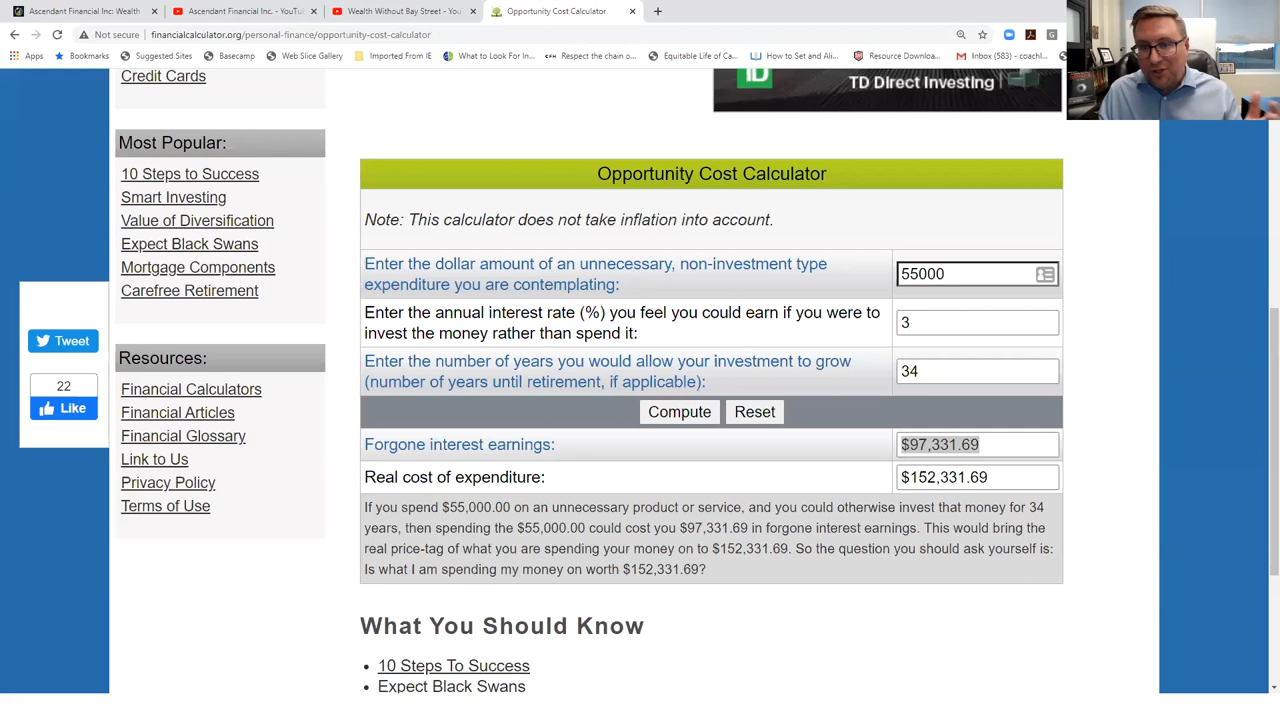 Ascendant Financial Inc: Wealth
Ascendant Financial Inc. - YouTu
Wealth Without Bay Street - You
Opportunity Cost Calculator
Not secure
financialcalculator.org/personal-finance/opportunity-cost-calculator
Apps
Bookmarks
Suggested Sites
Basecamp
Web Slice Gallery
Imported From IE
What to Look For In...
Respect the chain o...
Equitable Life of Ca...
How to Set and Ali...
Resource Downloa...
Inbox (583) - coachl...
Credit Cards
TD
TD Direct Investing
Most Popular:
10 Steps to Success
Smart Investing
Value of Diversification
Expect Black Swans
Mortgage Components
Carefree Retirement
Tweet
22
Like
Resources:
Financial Calculators
Financial Articles
Financial Glossary
Link to Us
Privacy Policy
Terms of Use
Opportunity Cost Calculator
Note: This calculator does not take inflation into account.
Enter the dollar amount of an unnecessary, non-investment type
expenditure you are contemplating:
55000
Enter the annual interest rate (%) you feel you could earn if you were to
invest the money rather than spend it:
3
Enter the number of years you would allow your investment to grow
(number of years until retirement, if applicable):
34
Compute
Reset
Forgone interest earnings:
$97,331.69
Real cost of expenditure:
$152,331.69
If you spend $55,000.00 on an unnecessary product or service, and you could otherwise invest that money for 34
years, then spending the $55,000.00 could cost you $97,331.69 in forgone interest earnings. This would bring the
real price-tag of what you are spending your money on to $152,331.69. So the question you should ask yourself is:
Is what I am spending my money on worth $152,331.69?
What You Should Know
10 Steps To Success
Expect Black Swans